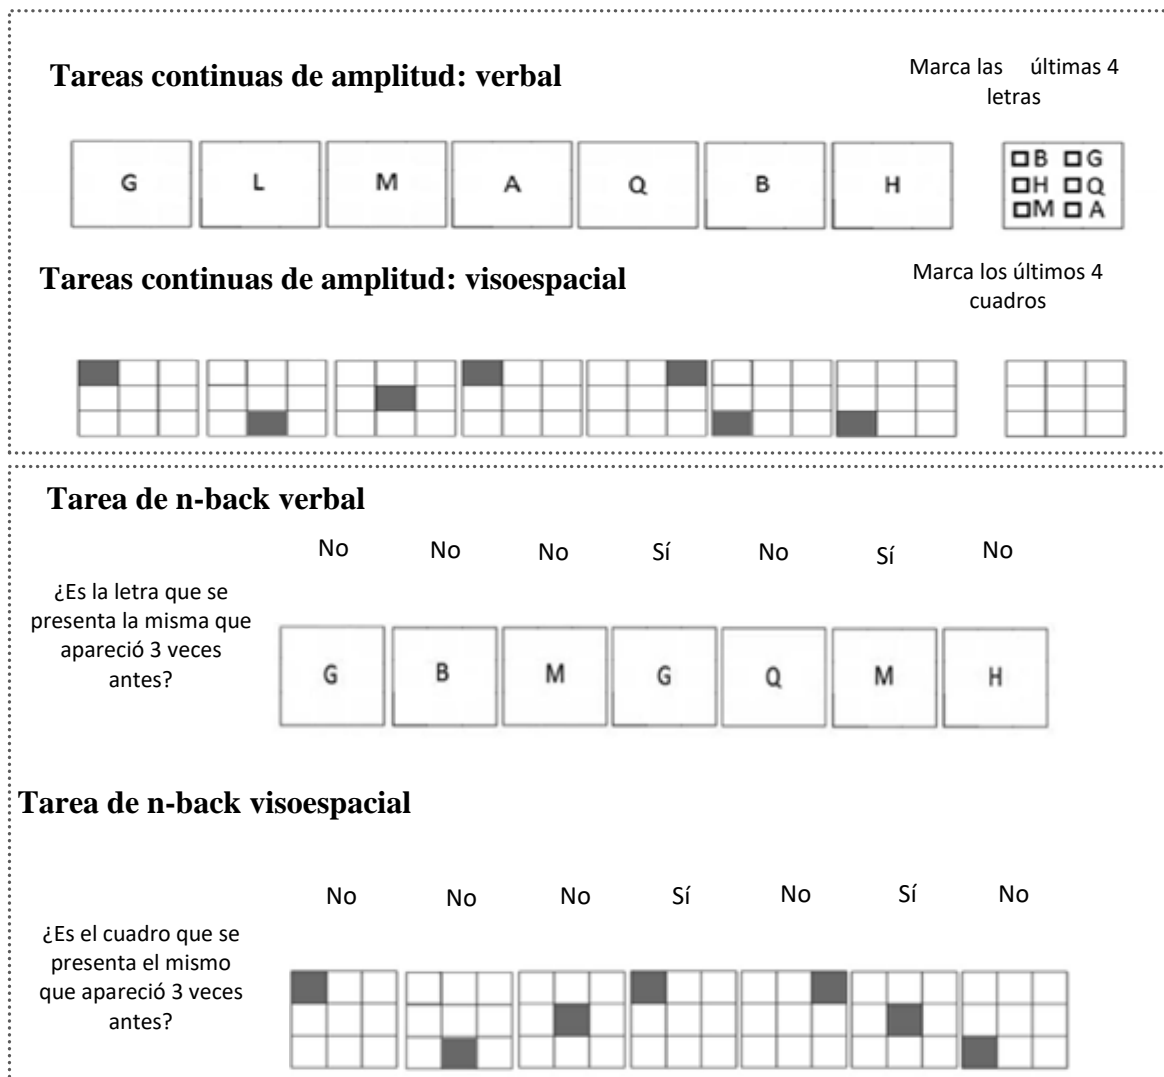 Tareas continuas de amplitud: verbal
Marca las últimas 4
letras
G L M A Q B H
B G
H Q
M A
Tareas continuas de amplitud: visoespacial
Marca los últimos 4
cuadros
Tarea de n-back verbal
No No No Sí No Sí No
¿Es la letra que se
presenta la misma que
apareció 3 veces
antes?
G B M G Q M H
Tarea de n-back visoespacial
No No No Sí No Sí No
¿Es el cuadro que se
presenta el mismo
que apareció 3 veces
antes?